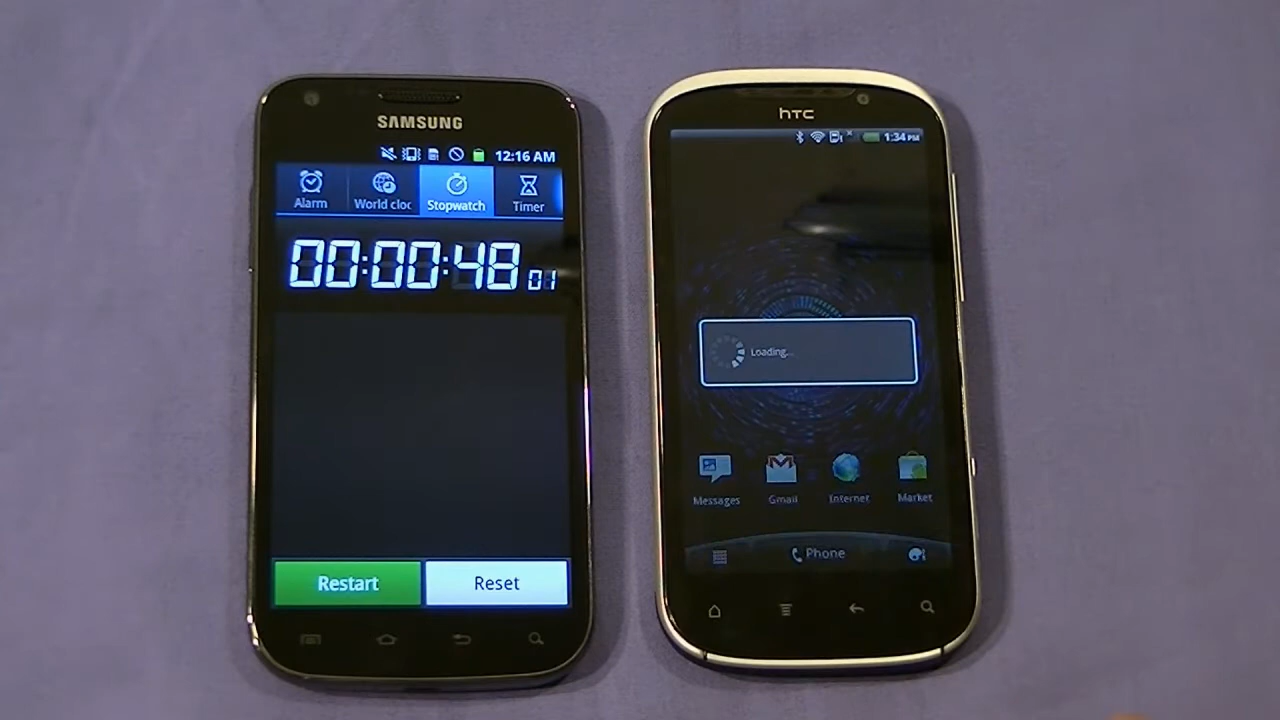 SAMSUNG
12:16 AM
Alarm World cloc Stopwatch Timer
00:00:48 01
Restart Reset
hTC
1:34 PM
Loading...
Messages Gmail Internet Market
Phone